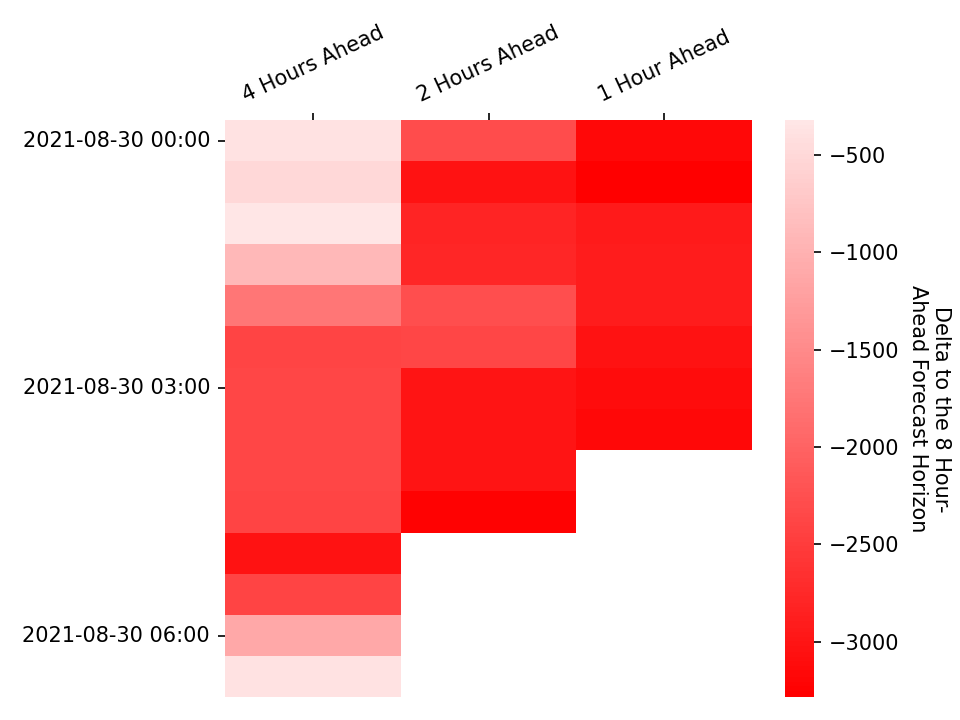 4 Hours Ahead
2 Hours Ahead
1 Hour Ahead
2021-08-30 00:00
2021-08-30 03:00
2021-08-30 06:00
−500
−1000
−1500
−2000
−2500
−3000
Delta to the 8 Hour-
Ahead Forecast Horizon